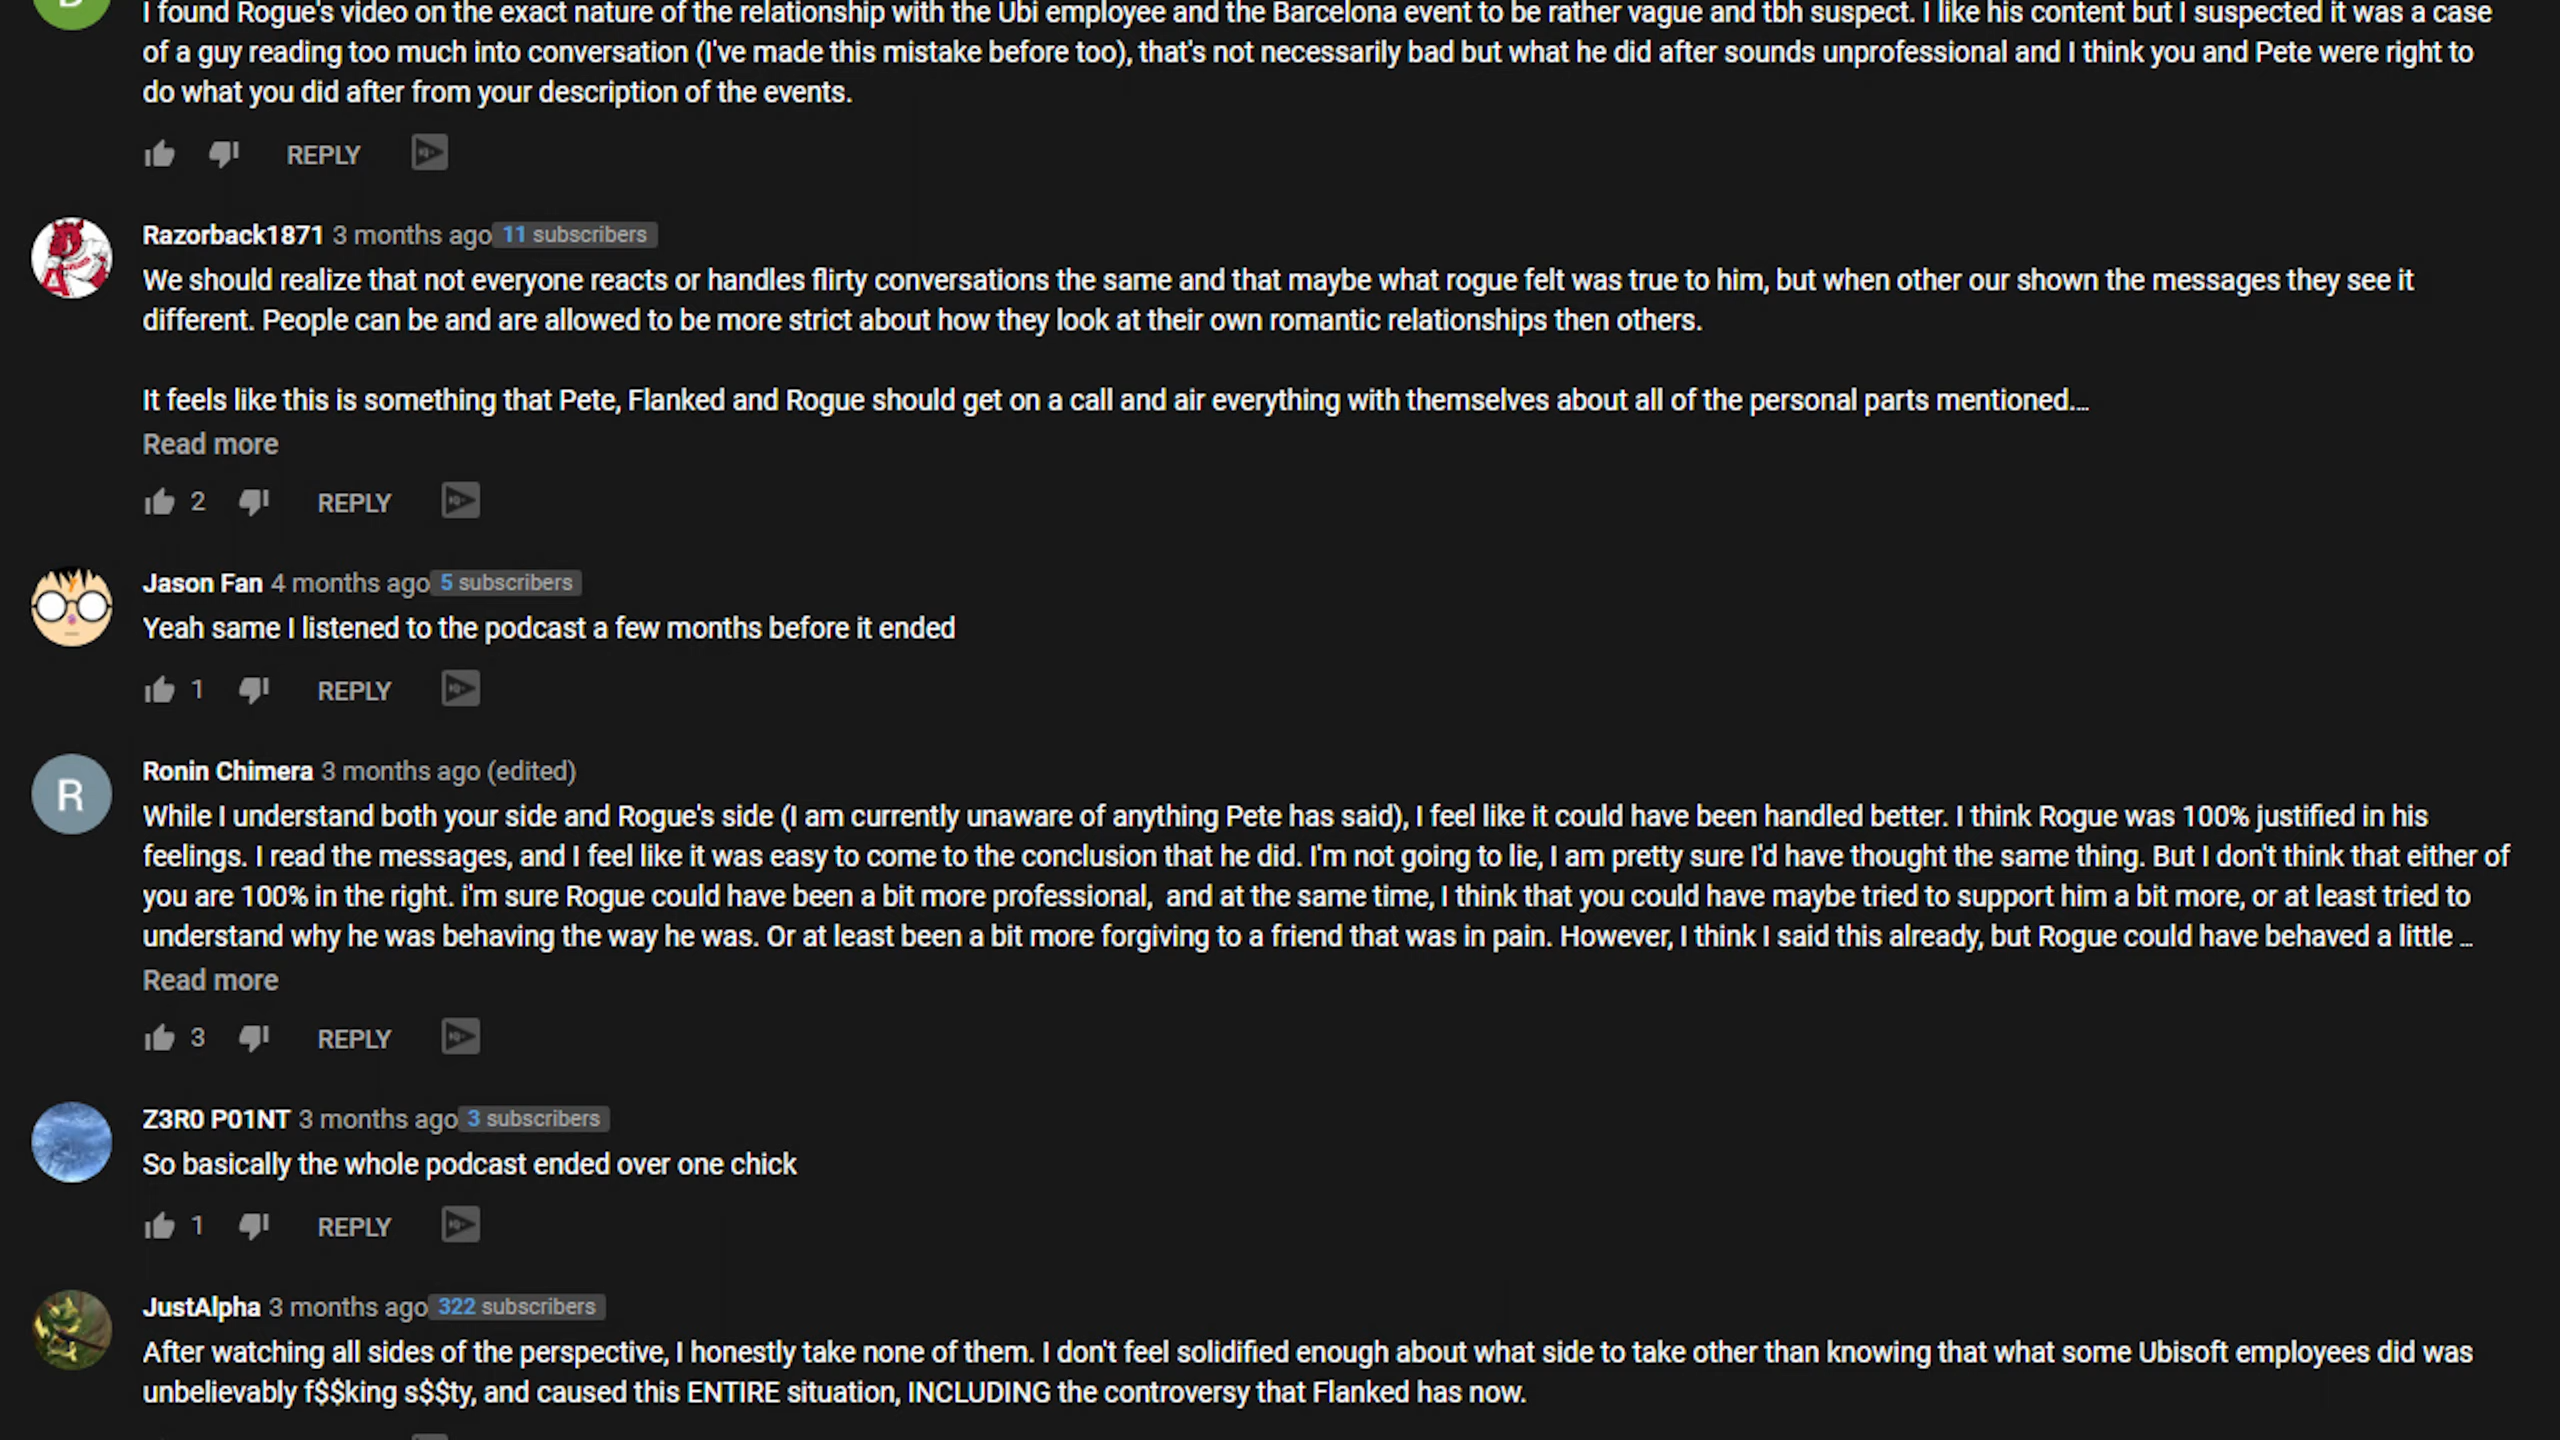 I found Rogue's video on the exact nature of the relationship with the Ubi employee and the Barcelona event to be rather vague and tbh suspect. I like his content but I suspected it was a case
of a guy reading too much into conversation (I've made this mistake before too), that's not necessarily bad but what he did after sounds unprofessional and I think you and Pete were right to
do what you did after from your description of the events.
REPLY
Razorback1871 3 months ago 11 subscribers
We should realize that not everyone reacts or handles flirty conversations the same and that maybe what rogue felt was true to him, but when other our shown the messages they see it
different. People can be and are allowed to be more strict about how they look at their own romantic relationships then others.
It feels like this is something that Pete, Flanked and Rogue should get on a call and air everything with themselves about all of the personal parts mentioned....
Read more
2 REPLY
Jason Fan 4 months ago 5 subscribers
Yeah same I listened to the podcast a few months before it ended
1 REPLY
R
Ronin Chimera 3 months ago (edited)
While I understand both your side and Rogue's side (I am currently unaware of anything Pete has said), I feel like it could have been handled better. I think Rogue was 100% justified in his
feelings. I read the messages, and I feel like it was easy to come to the conclusion that he did. I'm not going to lie, I am pretty sure I'd have thought the same thing. But I don't think that either of
you are 100% in the right. i'm sure Rogue could have been a bit more professional,  and at the same time, I think that you could have maybe tried to support him a bit more, or at least tried to
understand why he was behaving the way he was. Or at least been a bit more forgiving to a friend that was in pain. However, I think I said this already, but Rogue could have behaved a little ...
Read more
3 REPLY
Z3R0 P01NT 3 months ago 3 subscribers
So basically the whole podcast ended over one chick
1 REPLY
JustAlpha 3 months ago 322 subscribers
After watching all sides of the perspective, I honestly take none of them. I don't feel solidified enough about what side to take other than knowing that what some Ubisoft employees did was
unbelievably f$$king s$$ty, and caused this ENTIRE situation, INCLUDING the controversy that Flanked has now.